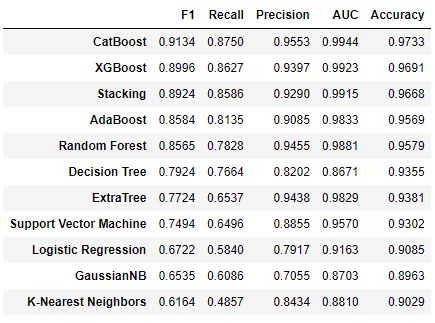 F1 Recall Precision AUC Accuracy
CatBoost 0.9134 0.8750 0.9553 0.9944 0.9733
XGBoost 0.8996 0.8627 0.9397 0.9923 0.9691
Stacking 0.8924 0.8586 0.9290 0.9915 0.9668
AdaBoost 0.8584 0.8135 0.9085 0.9833 0.9569
Random Forest 0.8565 0.7828 0.9455 0.9881 0.9579
Decision Tree 0.7924 0.7664 0.8202 0.8671 0.9355
ExtraTree 0.7724 0.6537 0.9438 0.9829 0.9381
Support Vector Machine 0.7494 0.6496 0.8855 0.9570 0.9302
Logistic Regression 0.6722 0.5840 0.7917 0.9163 0.9085
GaussianNB 0.6535 0.6086 0.7055 0.8703 0.8963
K-Nearest Neighbors 0.6164 0.4857 0.8434 0.8810 0.9029